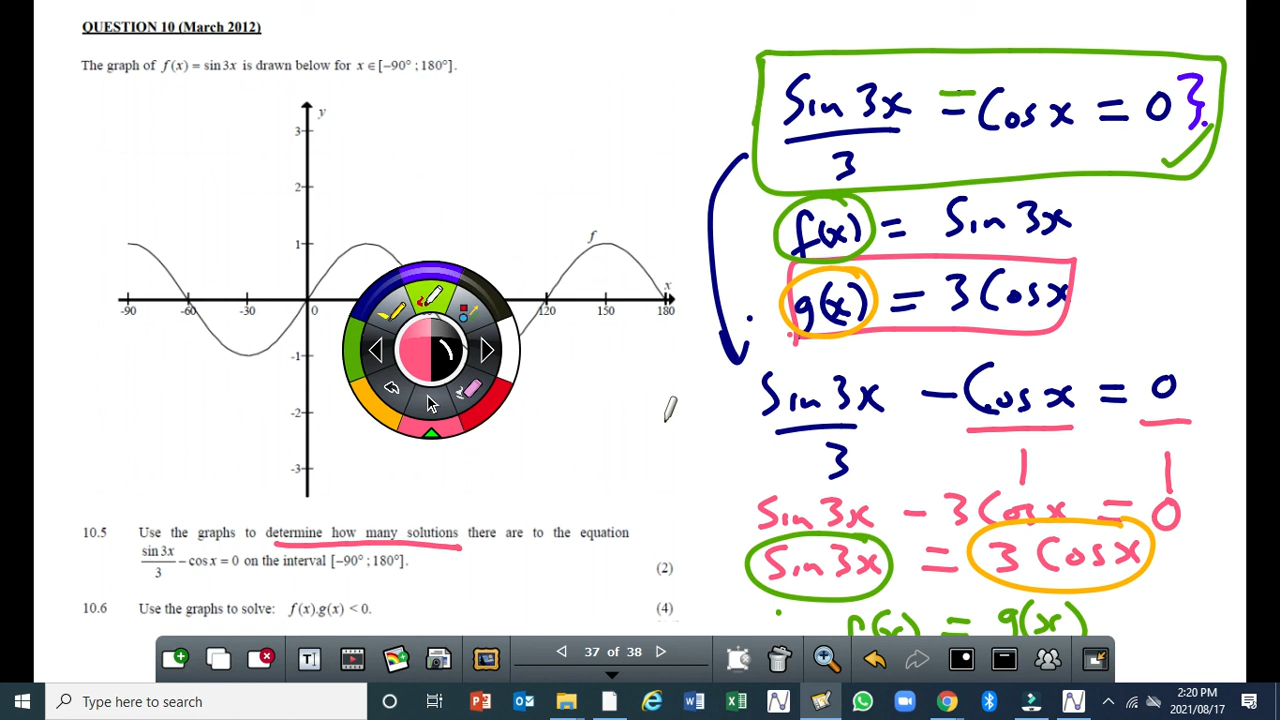 QUESTION 10 (March 2012)
The graph of f(x) = sin 3x is drawn below for x ∈ [−90° ; 180°].
y
3
2
1
f
x
-90
-60
-30
0
120
150
180
-1
-2
-3
10.5 Use the graphs to determine how many solutions there are to the equation
sin 3x / 3 − cos x = 0 on the interval [−90° ; 180°]. (2)
10.6 Use the graphs to solve: f(x).g(x) < 0. (4)
Sin 3x / 3 = Cos x = 0 }.
f(x) = Sin 3x
g(x) = 3 Cos x
Sin 3x / 3 − Cos x = 0
1 1
Sin 3x − 3 Cos x = 0
Sin 3x = 3 Cos x
f(x) = g(x)
37 of 38
Type here to search
2:20 PM
2021/08/17